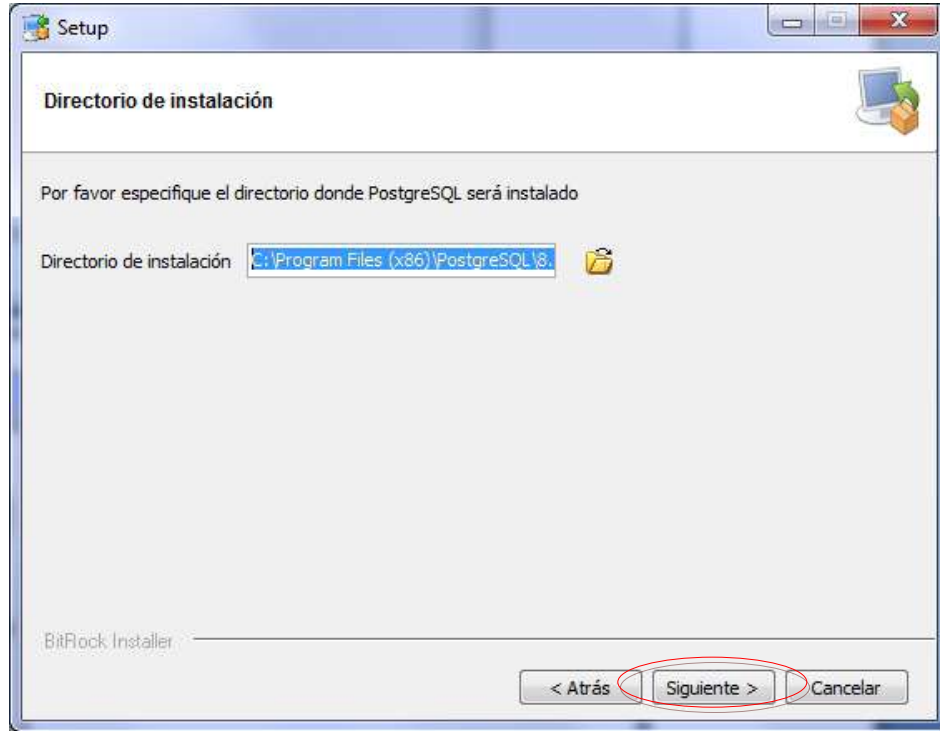 Setup
Directorio de instalación
Por favor especifique el directorio donde PostgreSQL será instalado
Directorio de instalación C:\Program Files (x86)\PostgreSQL\8.
BitRock Installer
< Atrás Siguiente > Cancelar